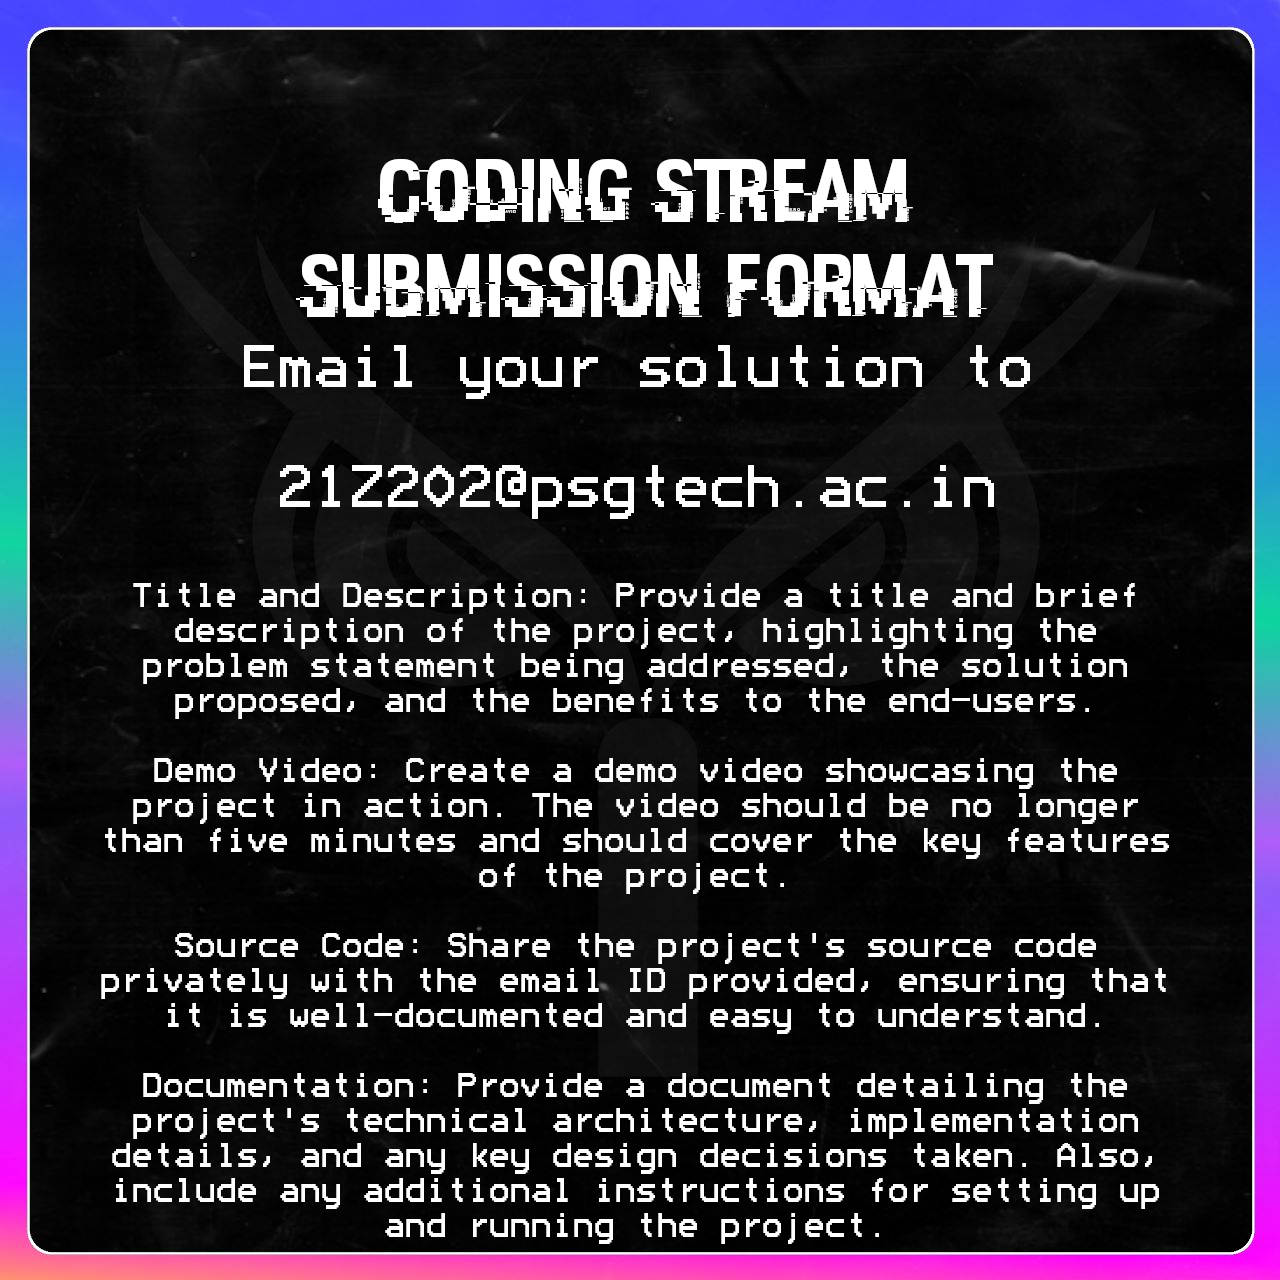 CODING STREAM
SUBMISSION FORMAT
Email your solution to
21Z202@psgtech.ac.in
Title and Description: Provide a title and brief
description of the project, highlighting the
problem statement being addressed, the solution
proposed, and the benefits to the end-users.
Demo Video: Create a demo video showcasing the
project in action. The video should be no longer
than five minutes and should cover the key features
of the project.
Source Code: Share the project's source code
privately with the email ID provided, ensuring that
it is well-documented and easy to understand.
Documentation: Provide a document detailing the
project's technical architecture, implementation
details, and any key design decisions taken. Also,
include any additional instructions for setting up
and running the project.